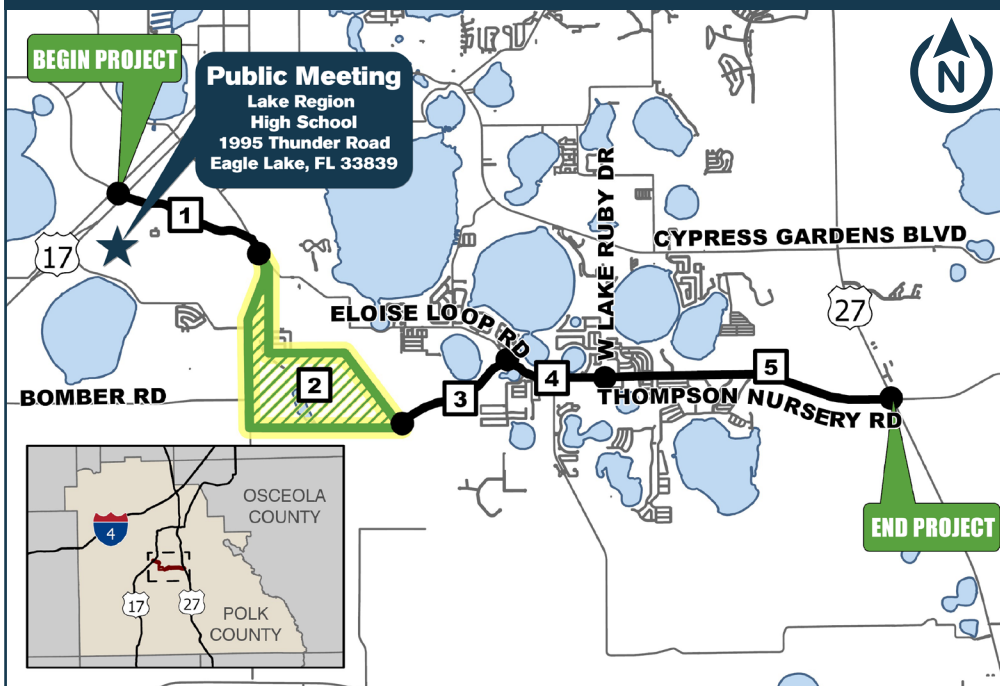 BEGIN PROJECT
Public Meeting
Lake Region
High School
1995 Thunder Road
Eagle Lake, FL 33839
N
1
17
W LAKE RUBY DR
CYPRESS GARDENS BLVD
27
ELOISE LOOP RD
2
3
4
5
BOMBER RD
THOMPSON NURSERY RD
END PROJECT
OSCEOLA
COUNTY
4
17
27
POLK
COUNTY